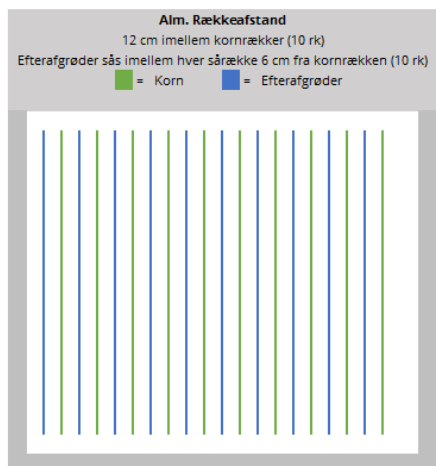 Alm. Rækkeafstand
12 cm imellem kornrækker (10 rk)
Efterafgrøder sås imellem hver sårække 6 cm fra kornrækken (10 rk)
= Korn = Efterafgrøder